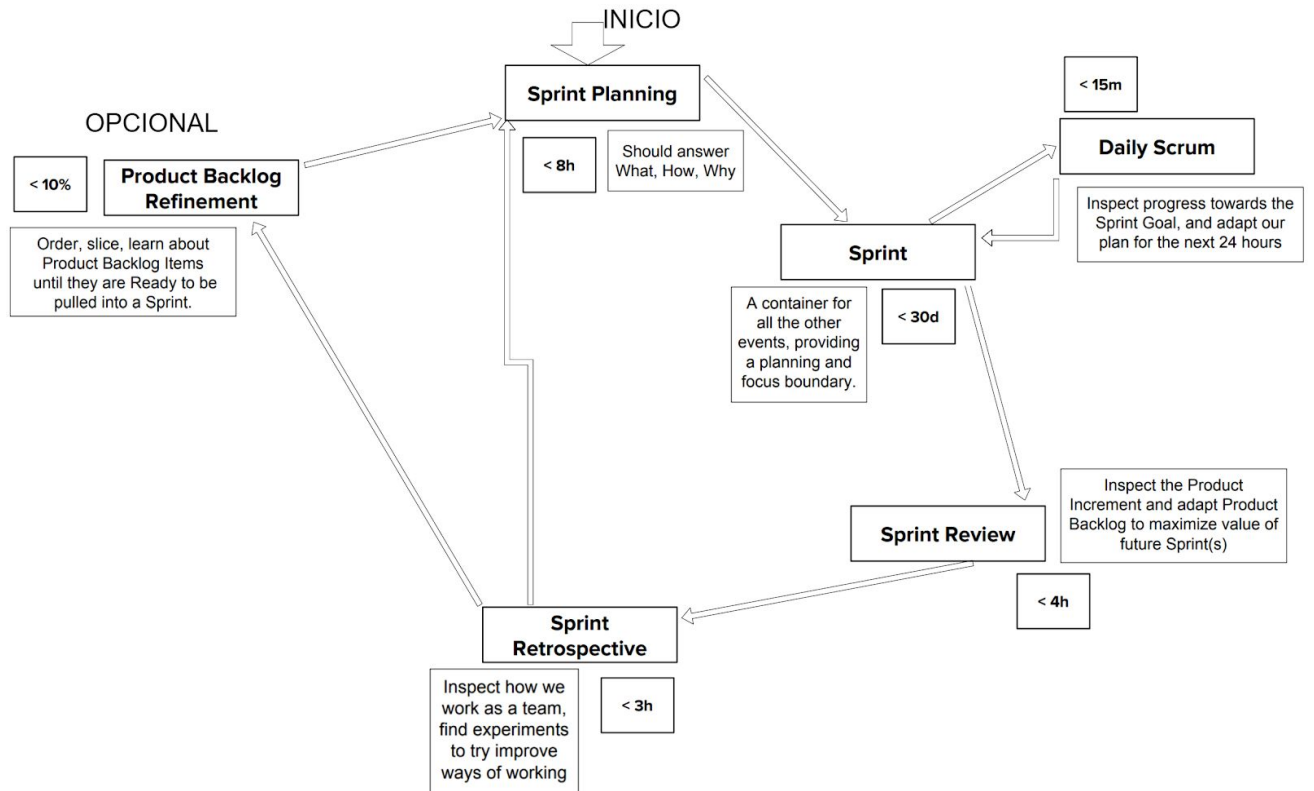 INICIO
Sprint Planning
< 8h
Should answer
What, How, Why
< 15m
Daily Scrum
Inspect progress towards the
Sprint Goal, and adapt our
plan for the next 24 hours
OPCIONAL
< 10%
Product Backlog
Refinement
Order, slice, learn about
Product Backlog Items
until they are Ready to be
pulled into a Sprint.
Sprint
A container for
all the other
events, providing
a planning and
focus boundary.
< 30d
Sprint Review
Inspect the Product
Increment and adapt Product
Backlog to maximize value of
future Sprint(s)
< 4h
Sprint
Retrospective
Inspect how we
work as a team,
find experiments
to try improve
ways of working
< 3h